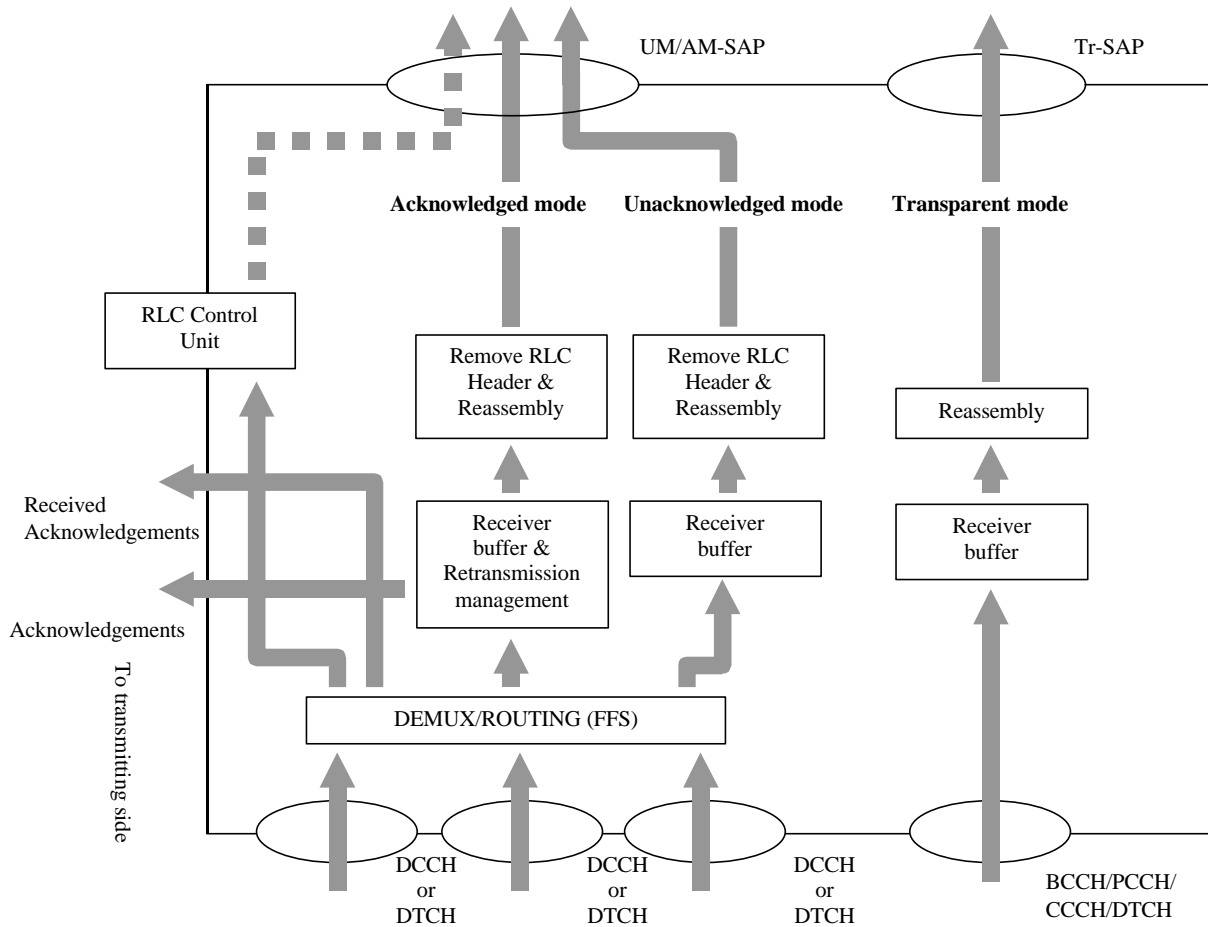 UM/AM-SAP
Tr-SAP
Acknowledged mode
Unacknowledged mode
Transparent mode
RLC Control
Unit
Remove RLC
Header &
Reassembly
Remove RLC
Header &
Reassembly
Reassembly
Received
Acknowledgements
Receiver
buffer &
Retransmission
management
Receiver
buffer
Receiver
buffer
Acknowledgements
To transmitting side
DEMUX/ROUTING (FFS)
DCCH
or
DTCH
DCCH
or
DTCH
DCCH
or
DTCH
BCCH/PCCH/
CCCH/DTCH